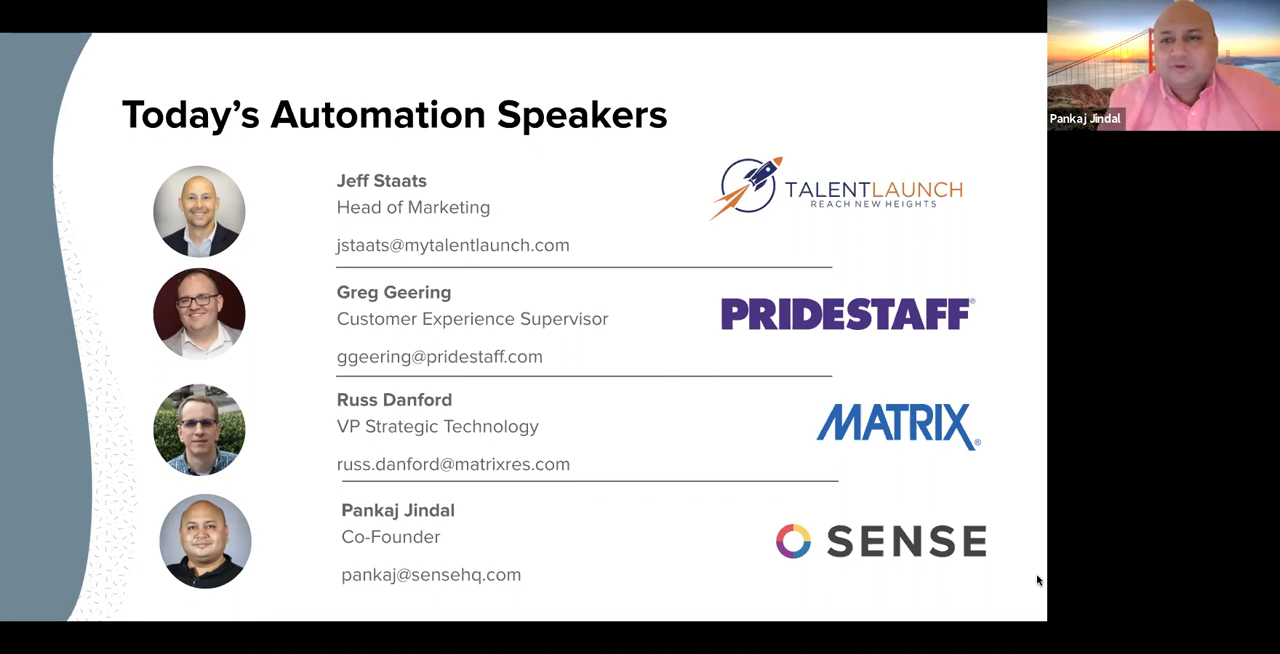 Today's Automation Speakers
Jeff Staats
Head of Marketing
jstaats@mytalentlaunch.com
TALENTLAUNCH
REACH NEW HEIGHTS
Greg Geering
Customer Experience Supervisor
ggeering@pridestaff.com
PRIDESTAFF®
Russ Danford
VP Strategic Technology
russ.danford@matrixres.com
MATRIX®
Pankaj Jindal
Co-Founder
pankaj@sensehq.com
SENSE
Pankaj Jindal